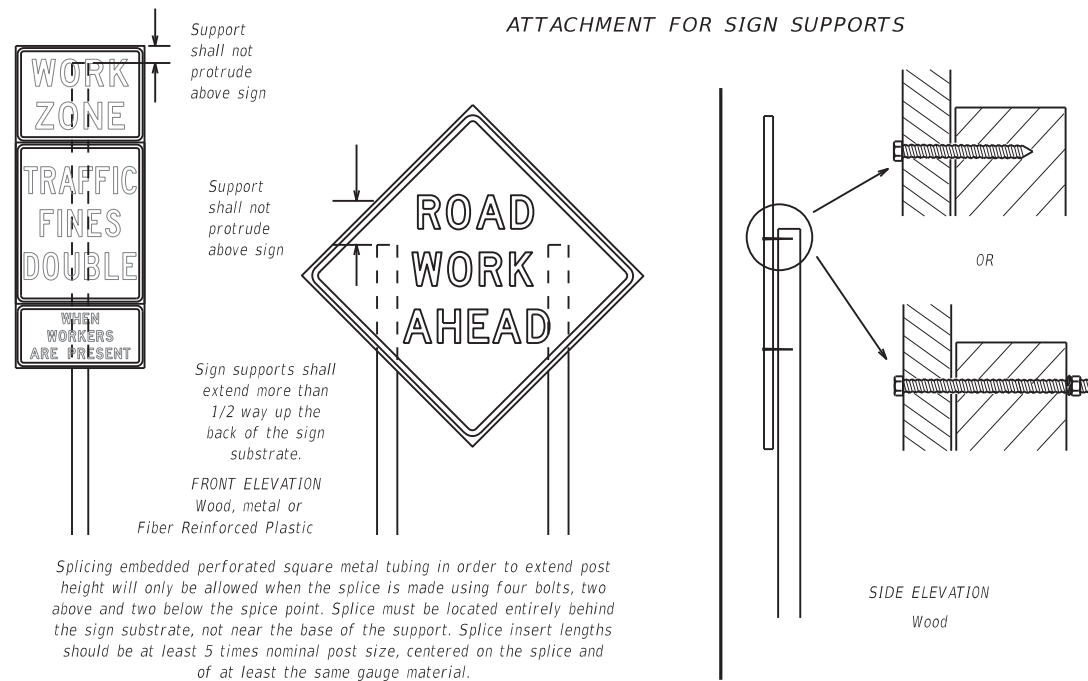 ATTACHMENT FOR SIGN SUPPORTS
Support
shall not
protrude
above sign
WORK
ZONE
TRAFFIC
FINES
DOUBLE
WHEN
WORKERS
ARE PRESENT
Support
shall not
protrude
above sign
ROAD
WORK
AHEAD
Sign supports shall
extend more than
1/2 way up the
back of the sign
substrate.
FRONT ELEVATION
Wood, metal or
Fiber Reinforced Plastic
Splicing embedded perforated square metal tubing in order to extend post
height will only be allowed when the splice is made using four bolts, two
above and two below the spice point. Splice must be located entirely behind
the sign substrate, not near the base of the support. Splice insert lengths
should be at least 5 times nominal post size, centered on the splice and
of at least the same gauge material.
OR
SIDE ELEVATION
Wood